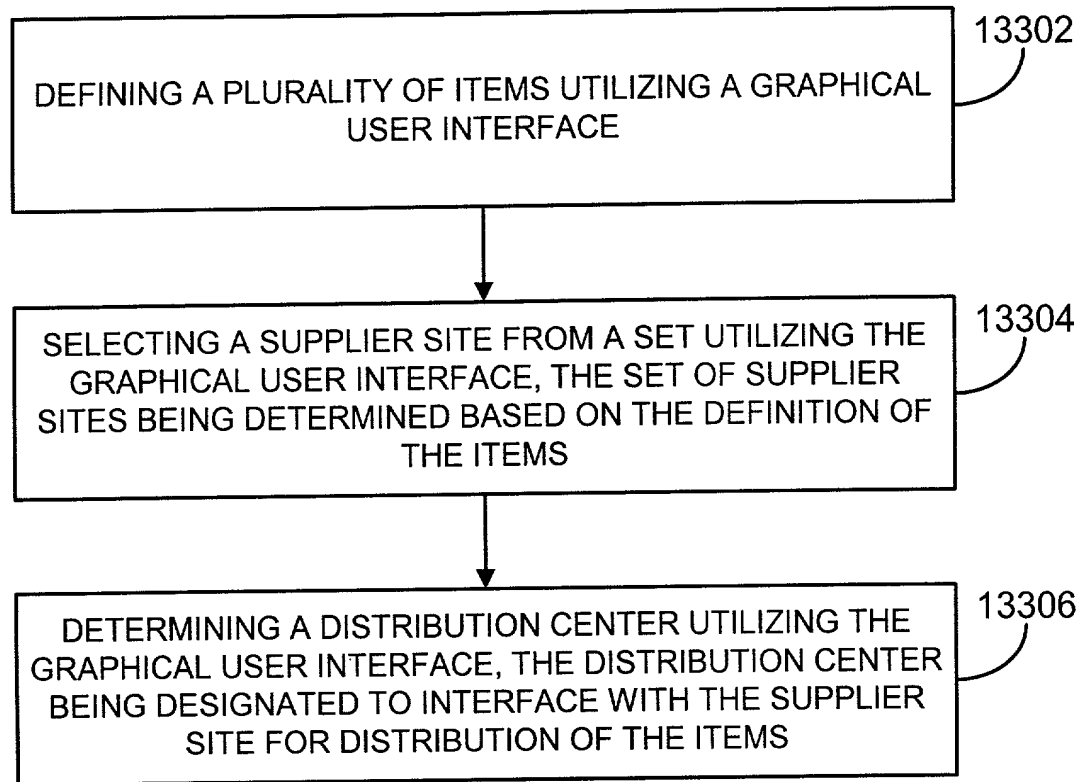 13302
DEFINING A PLURALITY OF ITEMS UTILIZING A GRAPHICAL
USER INTERFACE
13304
SELECTING A SUPPLIER SITE FROM A SET UTILIZING THE
GRAPHICAL USER INTERFACE, THE SET OF SUPPLIER
SITES BEING DETERMINED BASED ON THE DEFINITION OF
THE ITEMS
13306
DETERMINING A DISTRIBUTION CENTER UTILIZING THE
GRAPHICAL USER INTERFACE, THE DISTRIBUTION CENTER
BEING DESIGNATED TO INTERFACE WITH THE SUPPLIER
SITE FOR DISTRIBUTION OF THE ITEMS